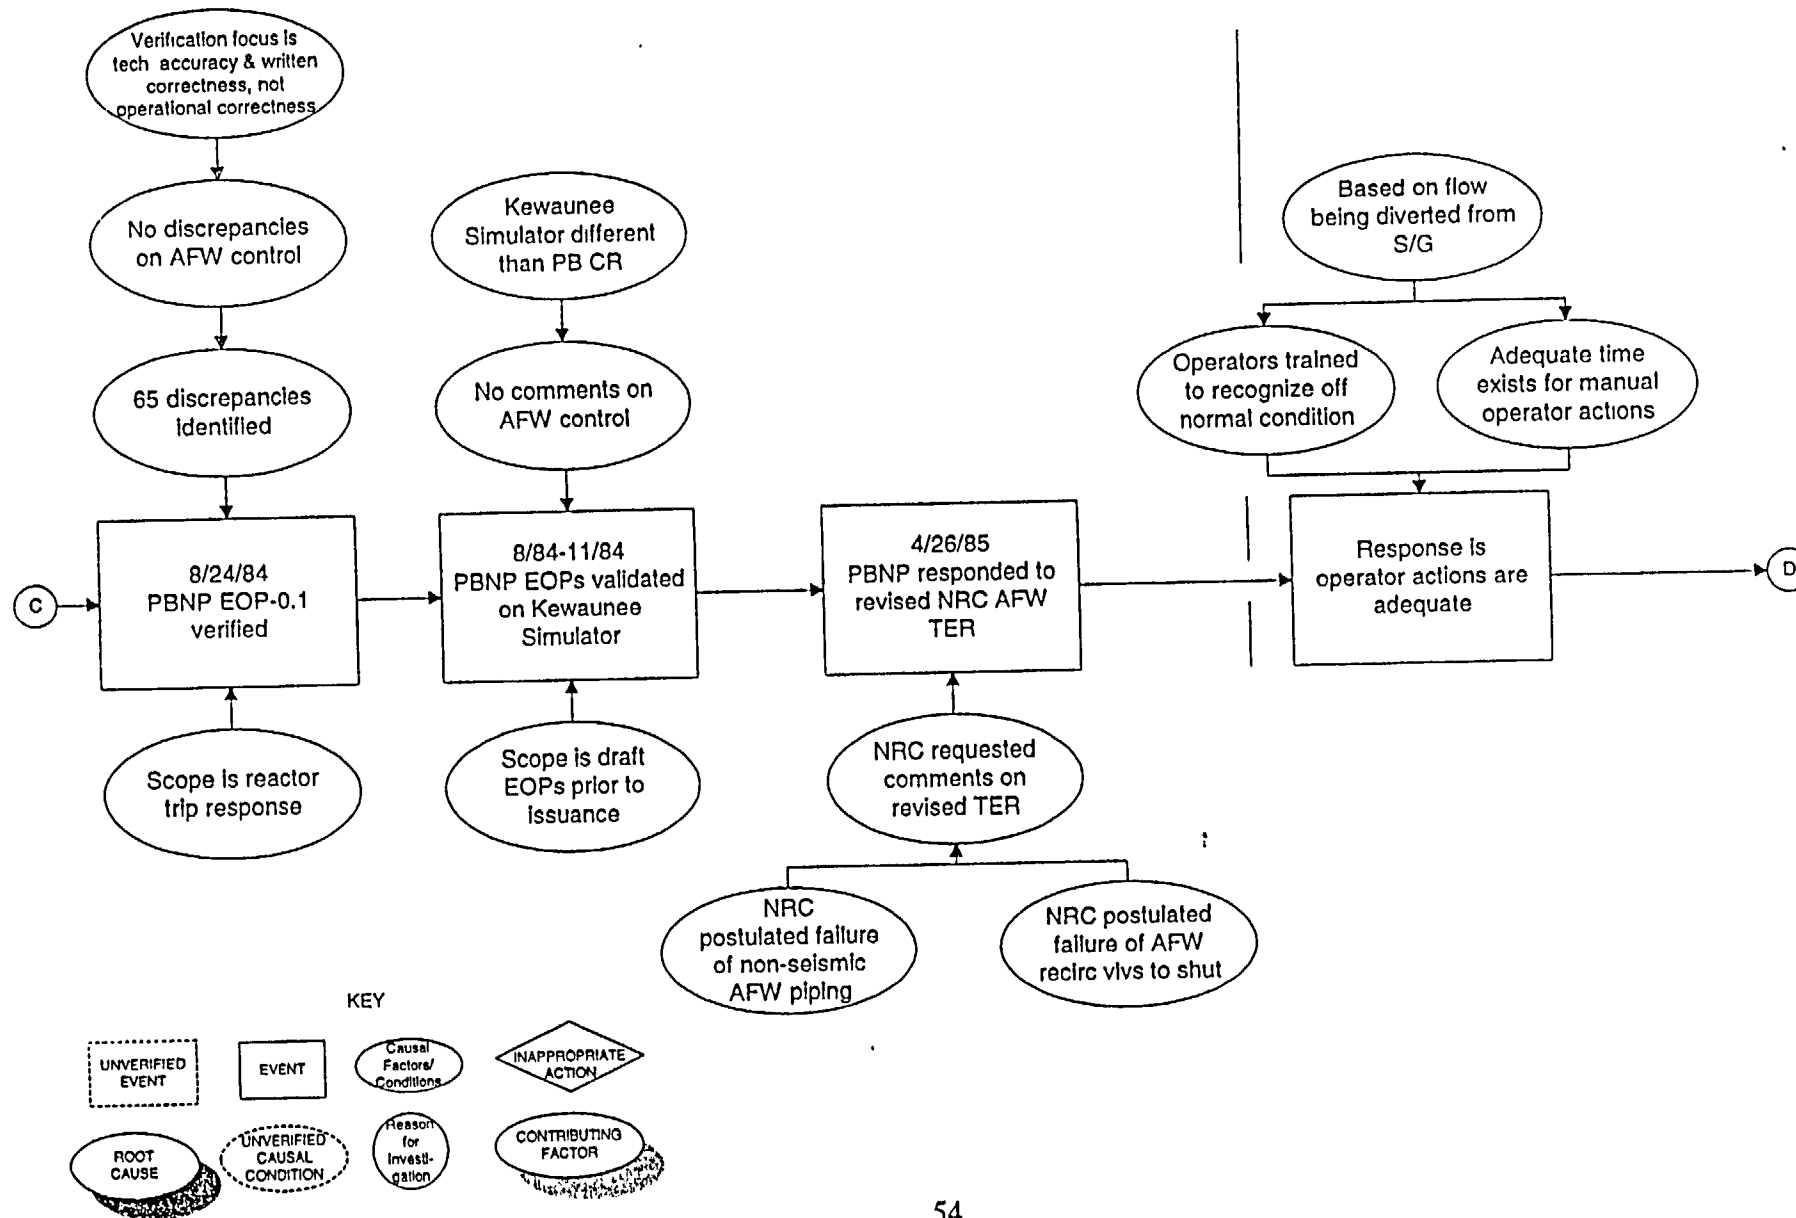 Verification focus is
tech accuracy & written
correctness, not
operational correctness
No discrepancies
on AFW control
65 discrepancies
identified
8/24/84
PBNP EOP-0.1
verified
Scope is reactor
trip response
Kewaunee
Simulator different
than PB CR
No comments on
AFW control
8/84-11/84
PBNP EOPs validated
on Kewaunee
Simulator
Scope is draft
EOPs prior to
issuance
4/26/85
PBNP responded to
revised NRC AFW
TER
NRC requested
comments on
revised TER
NRC
postulated failure
of non-seismic
AFW piping
NRC postulated
failure of AFW
recirc vlvs to shut
Based on flow
being diverted from
S/G
Operators trained
to recognize off
normal condition
Adequate time
exists for manual
operator actions
Response is
operator actions are
adequate
C
D
KEY
UNVERIFIED
EVENT
EVENT
Causal
Factors/
Conditions
INAPPROPRIATE
ACTION
ROOT
CAUSE
UNVERIFIED
CAUSAL
CONDITION
Reason
for
Investi-
gation
CONTRIBUTING
FACTOR
54